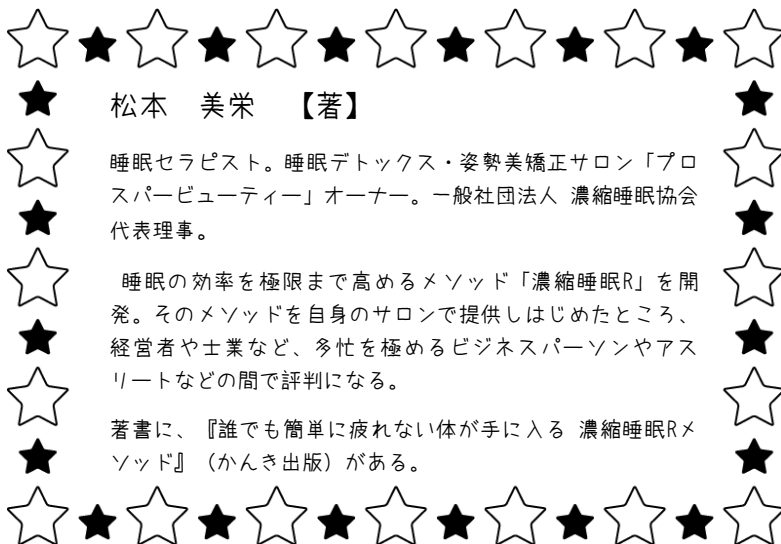 松本　美栄　【著】
睡眠セラピスト。睡眠デトックス・姿勢美矯正サロン「プロ
スパービューティー」オーナー。一般社団法人 濃縮睡眠協会
代表理事。
睡眠の効率を極限まで高めるメソッド「濃縮睡眠R」を開
発。そのメソッドを自身のサロンで提供しはじめたところ、
経営者や士業など、多忙を極めるビジネスパーソンやアス
リートなどの間で評判になる。
著書に、『誰でも簡単に疲れない体が手に入る 濃縮睡眠Rメ
ソッド』（かんき出版）がある。